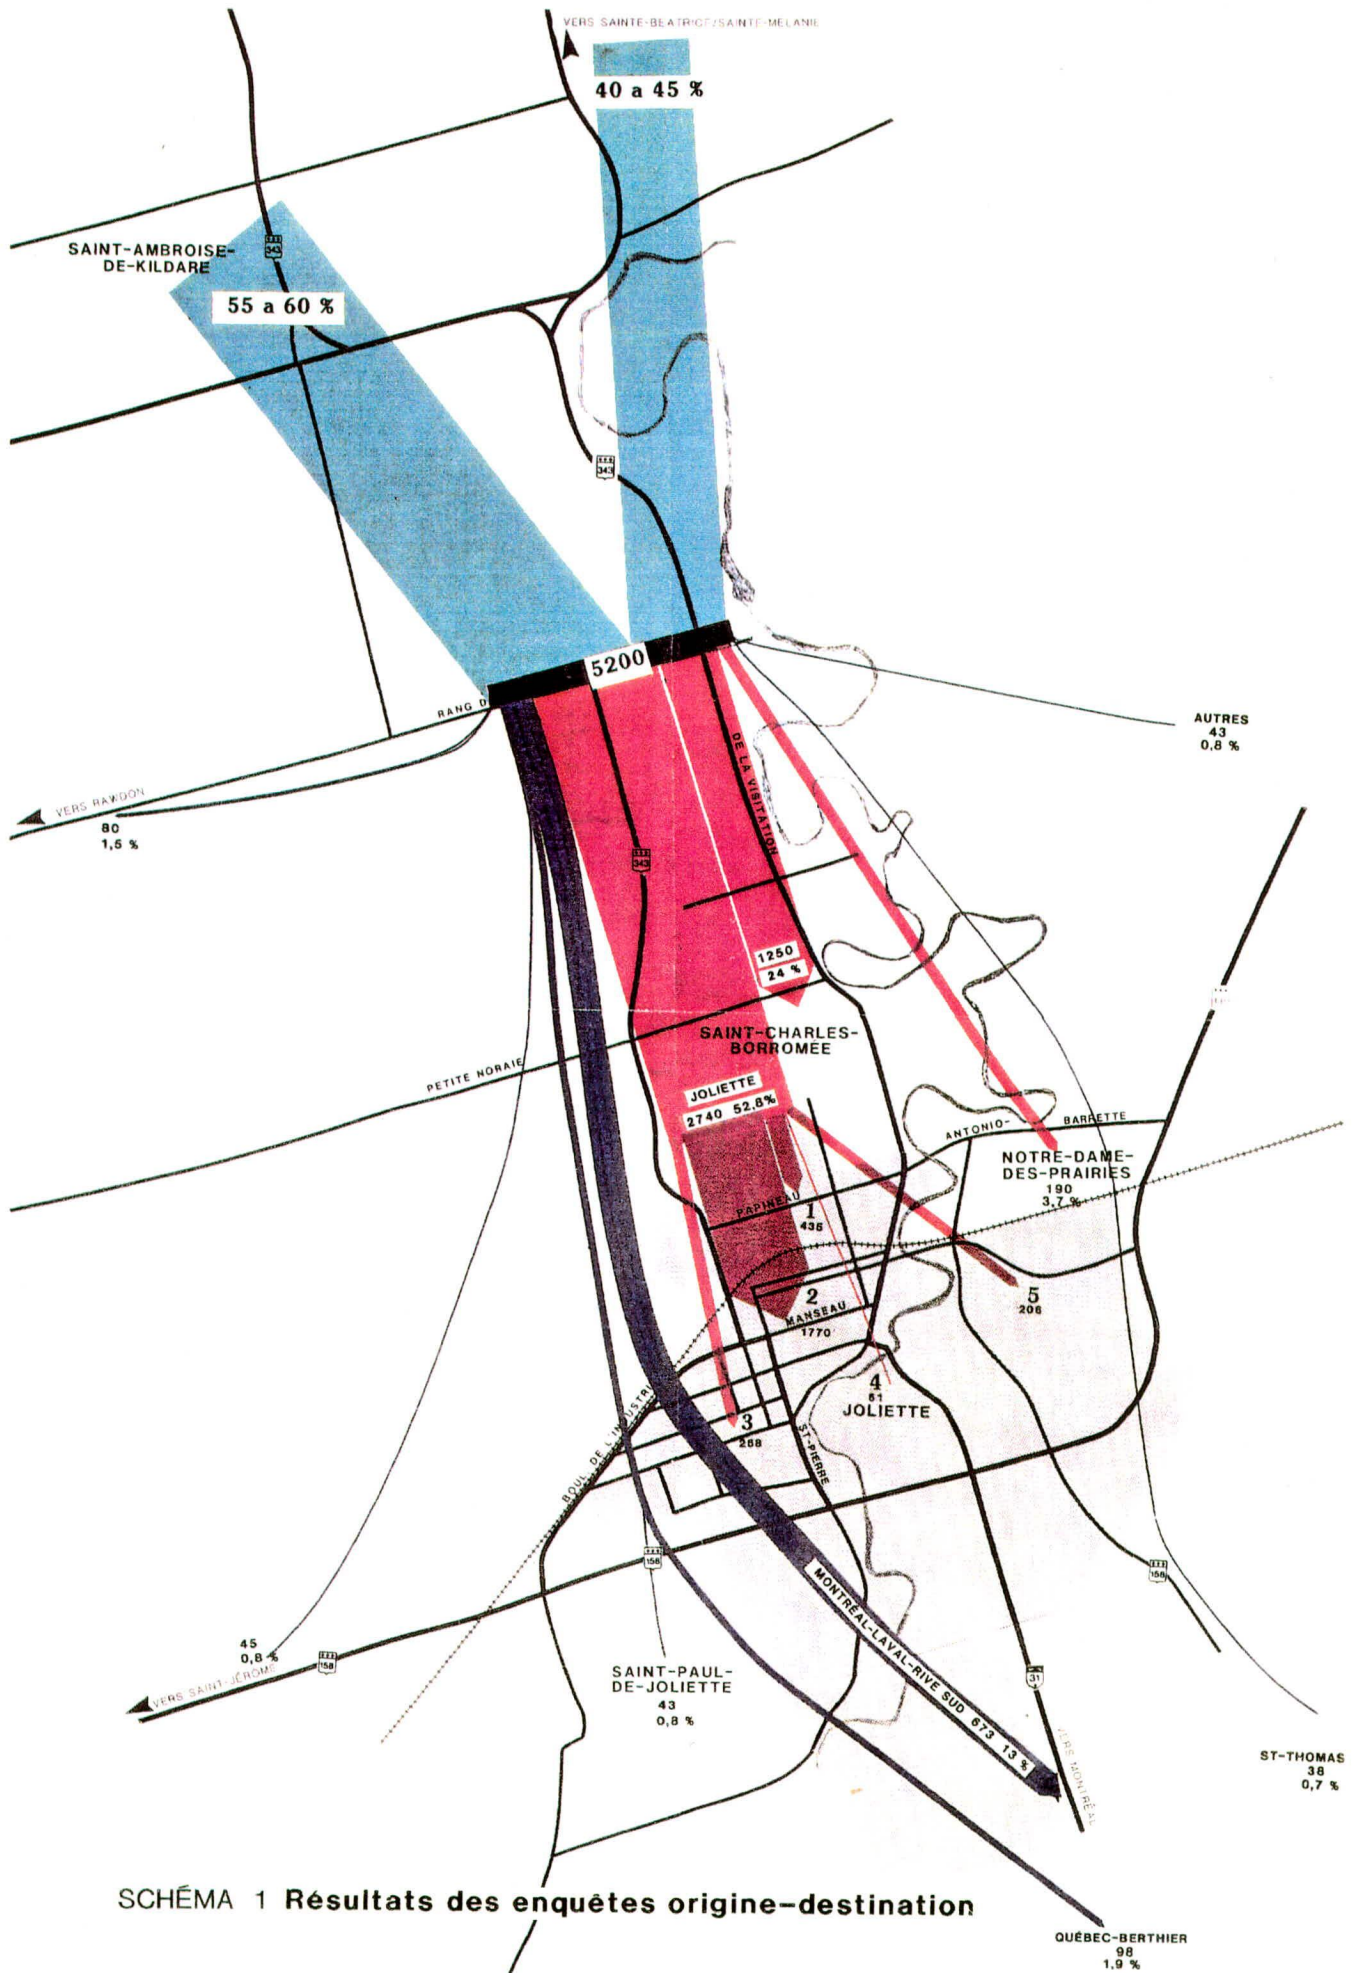 VERS SAINTE-BEATRICE/SAINTE-MELANIE
40 a 45 %
SAINT-AMBROISE-
DE-KILDARE
343
55 a 60 %
343
5200
RANG D
DE LA VISITATION
AUTRES
43
0,8 %
VERS RAWDON
80
1,5 %
343
1250
24 %
SAINT-CHARLES-
BORROMÉE
PETITE NORAIE
JOLIETTE
2740 52,8%
ANTONIO-
BARRETTE
NOTRE-DAME-
DES-PRAIRIES
190
3,7 %
PAPINEAU
1
435
2
MANSEAU
1770
5
206
4
61
JOLIETTE
3
268
BOUL DE L'INDUSTRIE
ST-PIERRE
158
158
MONTRÉAL-LAVAL-RIVE SUD 673 13 %
45
0,8 %
158
VERS SAINT-JÉROME
SAINT-PAUL-
DE-JOLIETTE
43
0,8 %
31
VERS MONTRÉAL
ST-THOMAS
38
0,7 %
SCHÉMA 1 Résultats des enquêtes origine-destination
QUÉBEC-BERTHIER
98
1,9 %